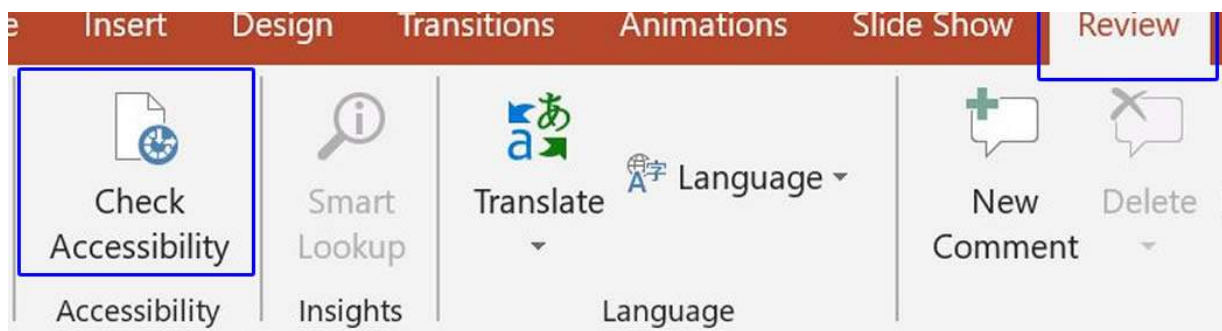 Insert Design Transitions Animations Slide Show Review
Check
Accessibility
Smart
Lookup
Translate
Language
New
Comment
Delete
Accessibility Insights Language